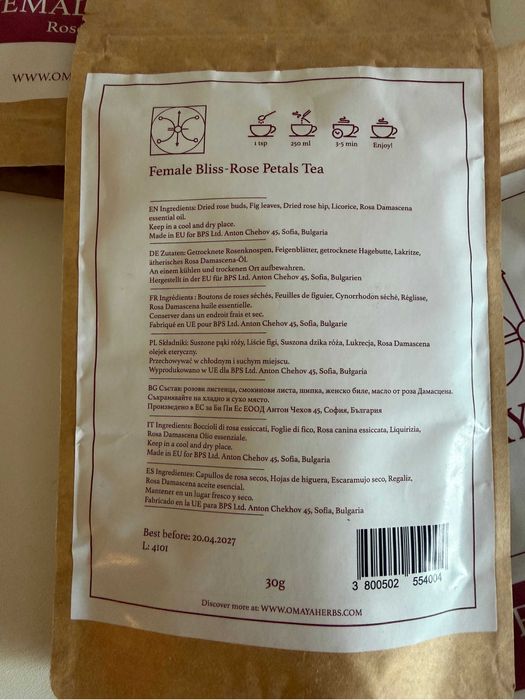 EMAL
Ros
WWW.OM
1 tsp
250 ml
3-5 min
Enjoy!
Female Bliss-Rose Petals Tea
EN Ingredients: Dried rose buds, Fig leaves, Dried rose hip, Licorice, Rosa Damascena
essential oil.
Keep in a cool and dry place.
Made in EU for BPS Ltd. Anton Chehov 45, Sofia, Bulgaria
DE Zutaten: Getrocknete Rosenknospen, Feigenblätter, getrocknete Hagebutte, Lakritze,
ätherisches Rosa Damascena-ÖL
An einem kühlen und trockenen Ort aufbewahren.
Hergestellt in der EU für BPS Ltd. Anton Chehov 45, Sofia, Bulgarien
FR Ingrédients : Boutons de roses séchés, Feuilles de figuier, Cynorrhodon séché, Réglisse,
Rosa Damascena huile essentielle.
Conserver dans un endroit frais et sec.
Fabriqué en UE pour BPS Ltd. Anton Chehov 45, Sofia, Bulgarie
PL Składniki: Suszone pąki róży, Liście figi, Suszona dzika róża, Lukrecja, Rosa Damascena
olejek eteryczny.
Przechowywać w chłodnym i suchym miejscu.
Wyprodukowano w UE dla BPS Ltd. Anton Chehov 45, Sofia, Bułgaria
BG Състав: розови листенца, смокинови листа, шипка, женско биле, масло от роза Дамасцена.
Съхранявайте на хладно и сухо място.
Произведено в ЕС за Би Пи Ес ЕООД Антон Чехов 45, София, България
IT Ingredienti: Boccioli di rosa essiccati, Foglie di fico, Rosa canina essiccata, Liquirizia,
Rosa Damascena Olio essenziale.
Keep in a cool and dry place.
Made in EU for BPS Ltd. Anton Chehov 45, Sofia, Bulgaria
ES Ingredientes: Capullos de rosa secos, Hojas de higuera, Escaramujo seco, Regaliz,
Rosa Damascena aceite esencial.
Mantener en un lugar fresco y seco.
Fabricado en la UE para BPS Ltd. Anton Chekhov 45, Sofia, Bulgaria
Best before: 20.04.2027
L: 4101
30g
3 800502 554004
Discover more at: WWW.OMAYAHERBS.COM